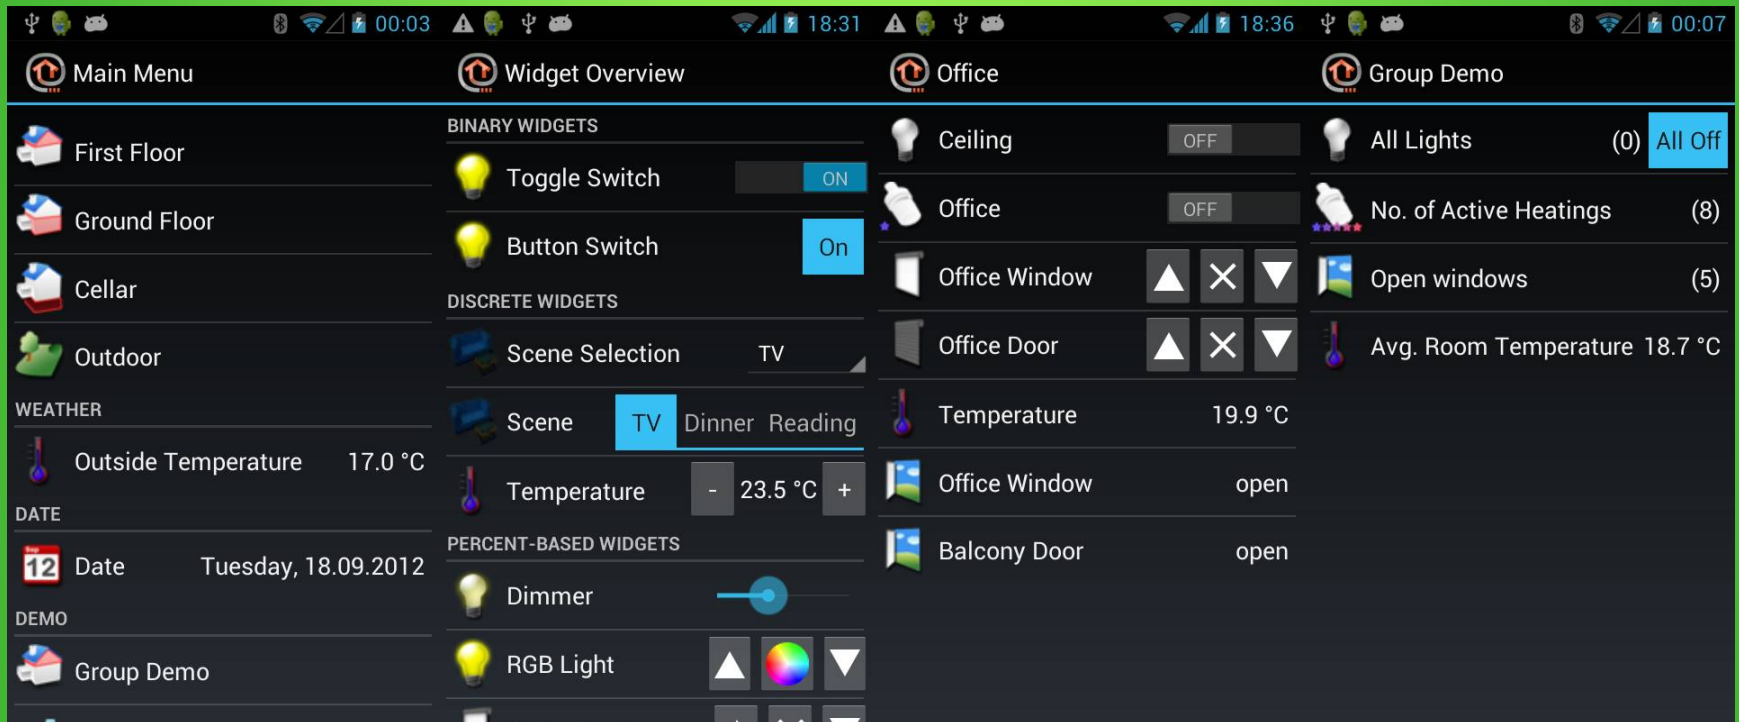 00:03
Main Menu
First Floor
Ground Floor
Cellar
Outdoor
WEATHER
Outside Temperature 17.0 °C
DATE
Sep
12
Date Tuesday, 18.09.2012
DEMO
Group Demo
18:31
Widget Overview
BINARY WIDGETS
Toggle Switch ON
Button Switch On
DISCRETE WIDGETS
Scene Selection TV
Scene TV Dinner Reading
Temperature - 23.5 °C +
PERCENT-BASED WIDGETS
Dimmer
RGB Light
18:36
Office
Ceiling OFF
Office OFF
Office Window
Office Door
Temperature 19.9 °C
Office Window open
Balcony Door open
00:07
Group Demo
All Lights (0) All Off
No. of Active Heatings (8)
Open windows (5)
Avg. Room Temperature 18.7 °C